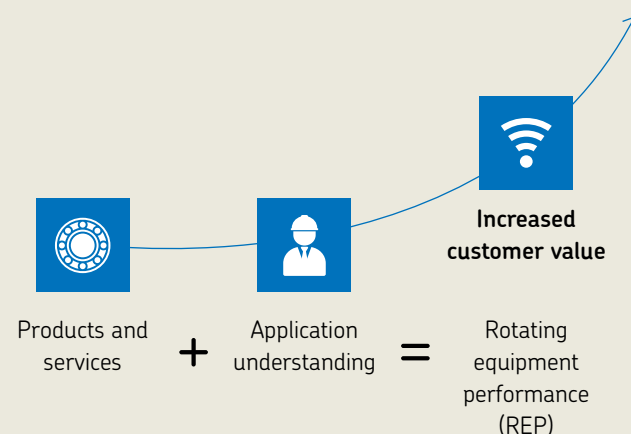 Increased
customer value
Products and
services
+
Application
understanding
=
Rotating
equipment
performance
(REP)